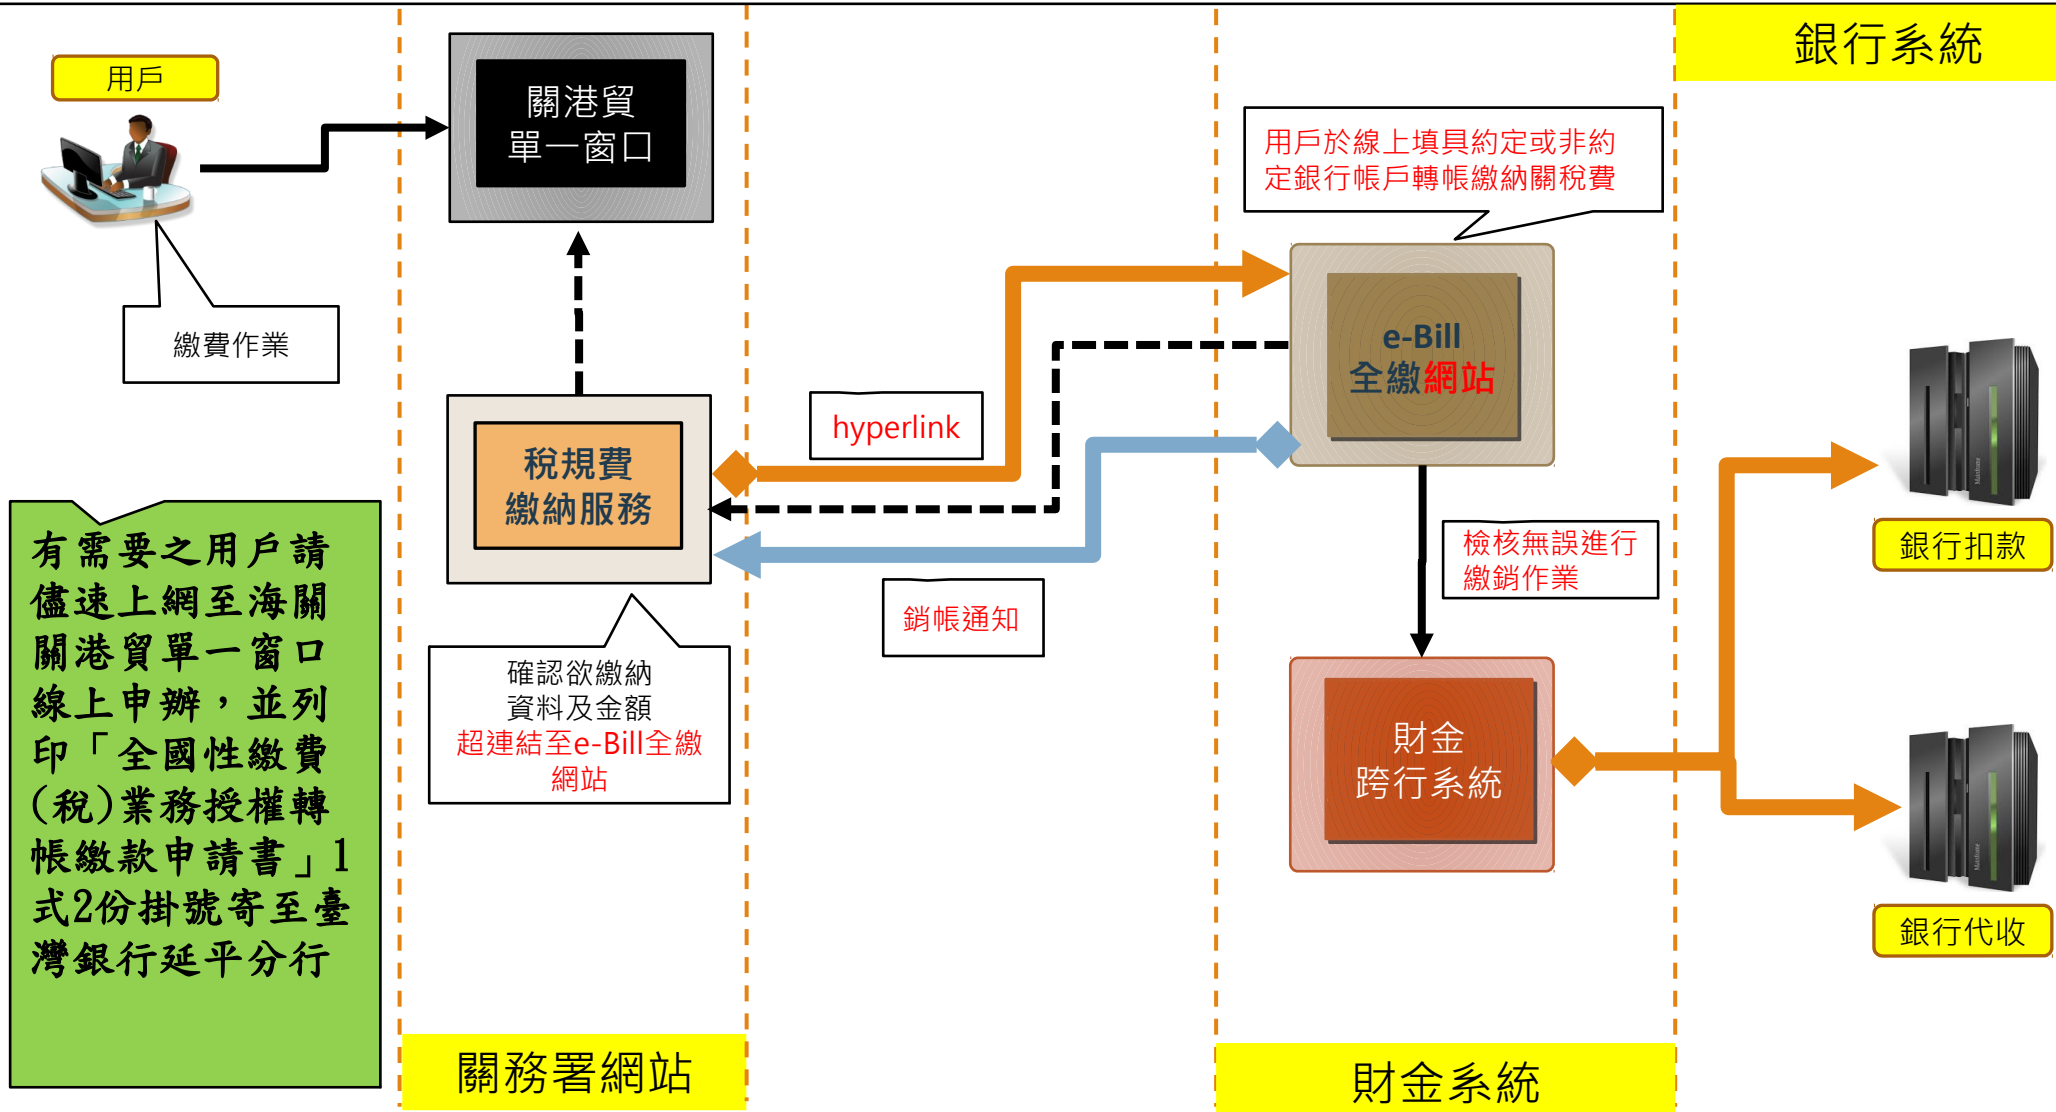 銀行系統
用戶
關港貿
單一窗口
用戶於線上填具約定或非約
定銀行帳戶轉帳繳納關稅費
繳費作業
e-Bill
全繳網站
hyperlink
稅規費
繳納服務
檢核無誤進行
繳銷作業
銀行扣款
銷帳通知
確認欲繳納
資料及金額
超連結至e-Bill全繳
網站
財金
跨行系統
有需要之用戶請
儘速上網至海關
關港貿單一窗口
線上申辦，並列
印「全國性繳費
(稅)業務授權轉
帳繳款申請書」1
式2份掛號寄至臺
灣銀行延平分行
銀行代收
關務署網站
財金系統